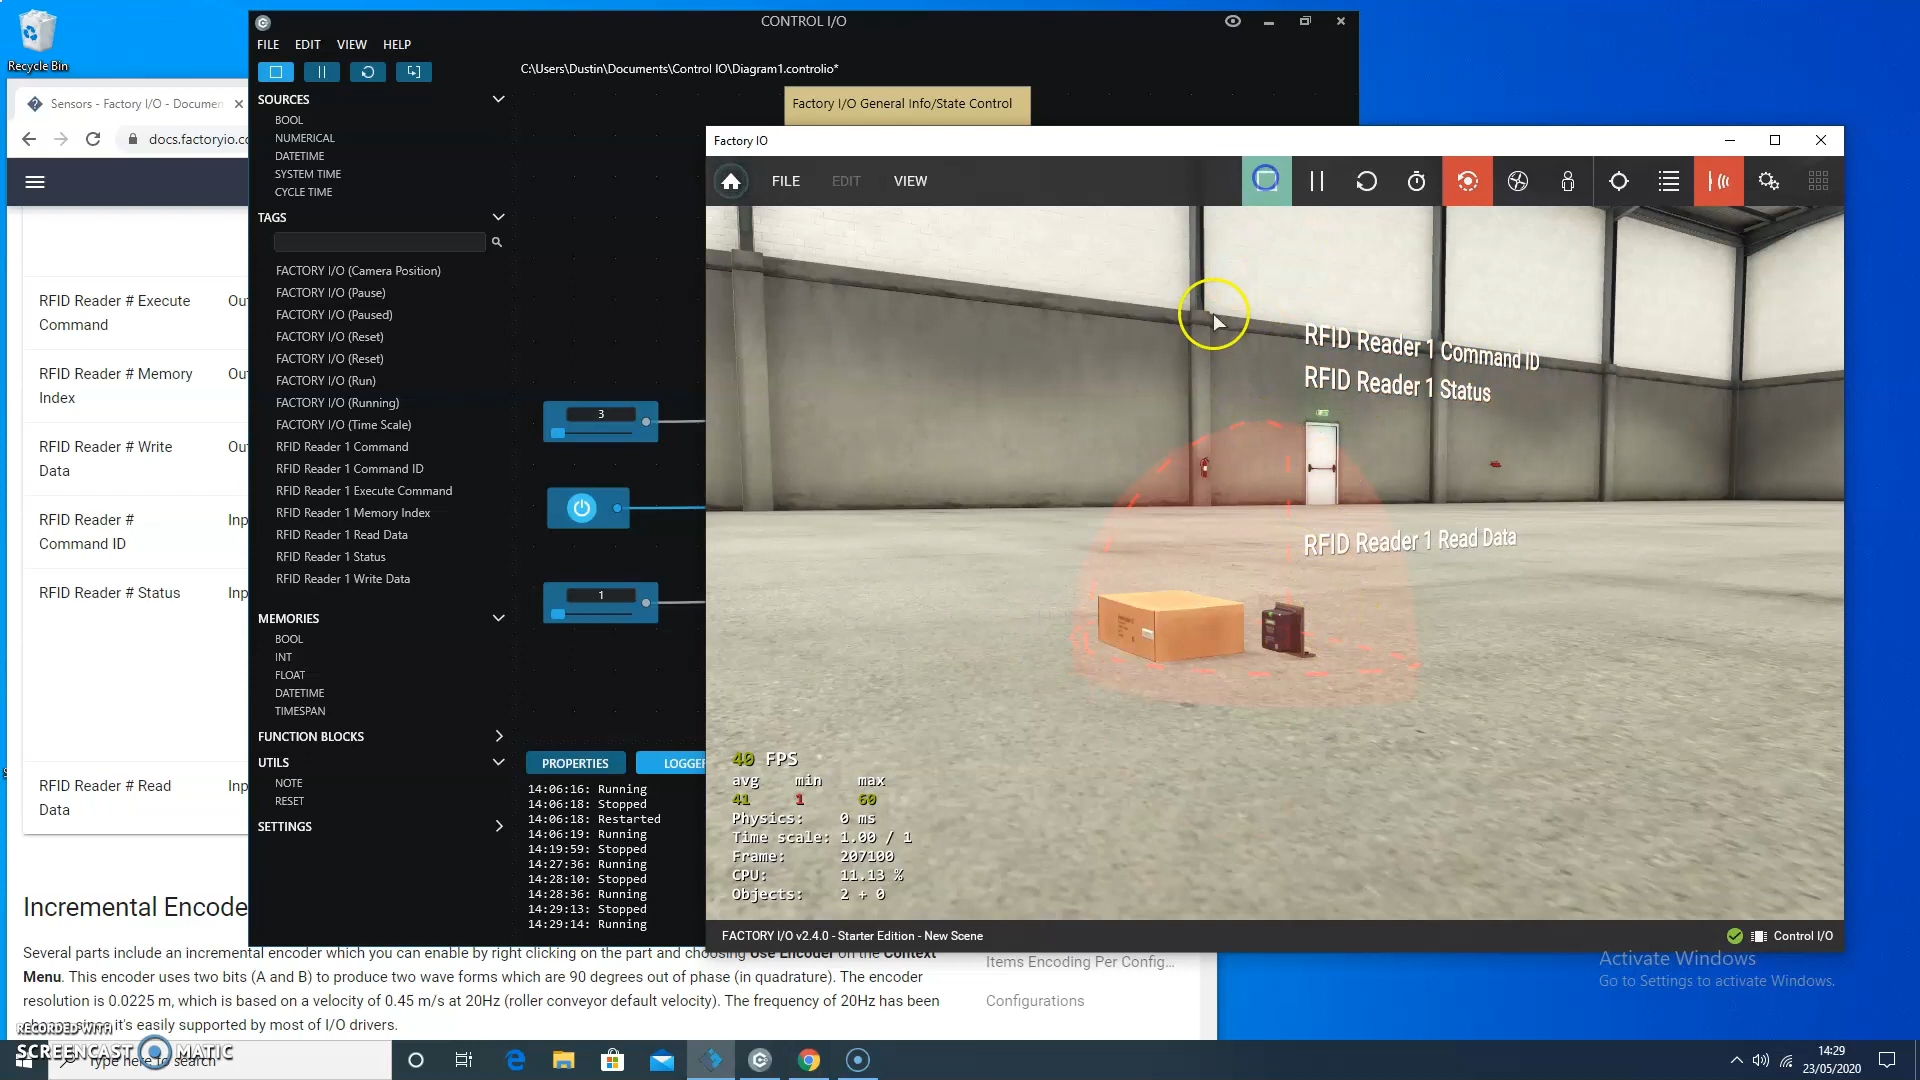 Recycle Bin
Sensors - Factory I/O - Documen
docs.factoryio.co
RFID Reader # Execute
Command
Out
RFID Reader # Memory
Index
Out
RFID Reader # Write
Data
Out
RFID Reader #
Command ID
Inp
RFID Reader # Status
Inp
RFID Reader # Read
Data
Inp
Incremental Encode
Several parts include an incremental encoder which you can enable by right clicking on the part and choosing Use Encoder on the Context
Menu. This encoder uses two bits (A and B) to produce two wave forms which are 90 degrees out of phase (in quadrature). The encoder
resolution is 0.0225 m, which is based on a velocity of 0.45 m/s at 20Hz (roller conveyor default velocity). The frequency of 20Hz has been
since it's easily supported by most of I/O drivers.
Items Encoding Per Config...
Configurations
CONTROL I/O
FILE
EDIT
VIEW
HELP
C:\Users\Dustin\Documents\Control IO\Diagram1.controlio*
SOURCES
BOOL
NUMERICAL
DATETIME
SYSTEM TIME
CYCLE TIME
TAGS
FACTORY I/O (Camera Position)
FACTORY I/O (Pause)
FACTORY I/O (Paused)
FACTORY I/O (Reset)
FACTORY I/O (Reset)
FACTORY I/O (Run)
FACTORY I/O (Running)
FACTORY I/O (Time Scale)
RFID Reader 1 Command
RFID Reader 1 Command ID
RFID Reader 1 Execute Command
RFID Reader 1 Memory Index
RFID Reader 1 Read Data
RFID Reader 1 Status
RFID Reader 1 Write Data
MEMORIES
BOOL
INT
FLOAT
DATETIME
TIMESPAN
FUNCTION BLOCKS
UTILS
NOTE
RESET
SETTINGS
Factory I/O General Info/State Control
3
1
PROPERTIES
LOGGER
14:06:16: Running
14:06:18: Stopped
14:06:18: Restarted
14:06:19: Running
14:19:59: Stopped
14:27:36: Running
14:28:10: Stopped
14:28:36: Running
14:29:13: Stopped
14:29:14: Running
Factory IO
FILE
EDIT
VIEW
RFID Reader 1 Command ID
RFID Reader 1 Status
RFID Reader 1 Read Data
40 FPS
avg min max
41 1 60
Physics: 0 ms
Time scale: 1.00 / 1
Frame: 207100
CPU: 11.13 %
Objects: 2 + 0
FACTORY I/O v2.4.0 - Starter Edition - New Scene
Control I/O
Activate Windows
Go to Settings to activate Windows.
RECORDED WITH
SCREENCAST MATIC
Type here to search
14:29
23/05/2020